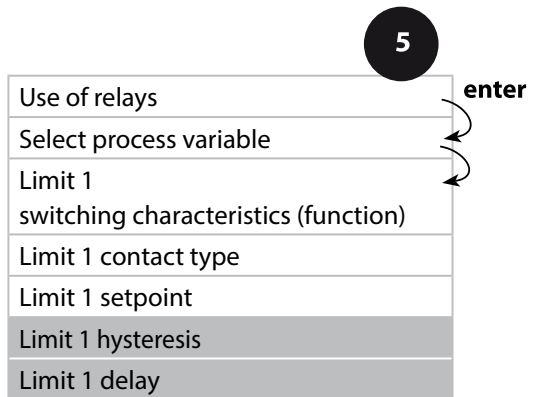 5
enter
Use of relays
Select process variable
Limit 1
switching characteristics (function)
Limit 1 contact type
Limit 1 setpoint
Limit 1 hysteresis
Limit 1 delay